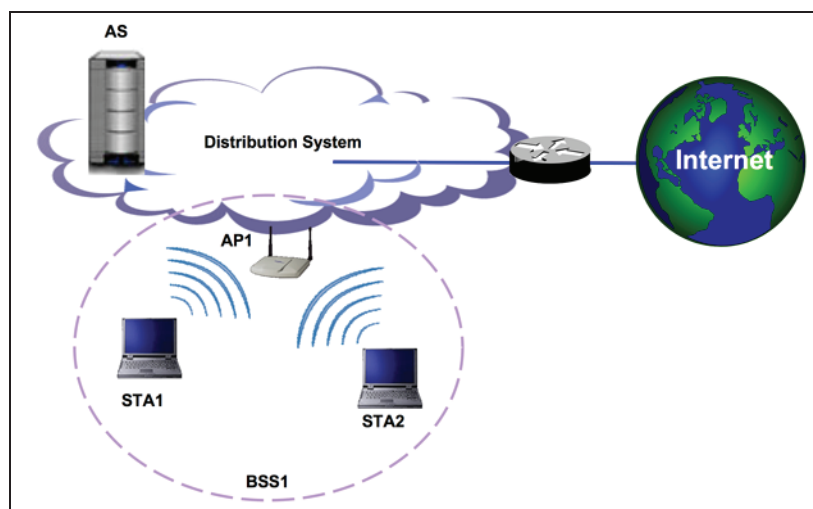 AS
Distribution System
Internet
AP1
STA1
STA2
BSS1